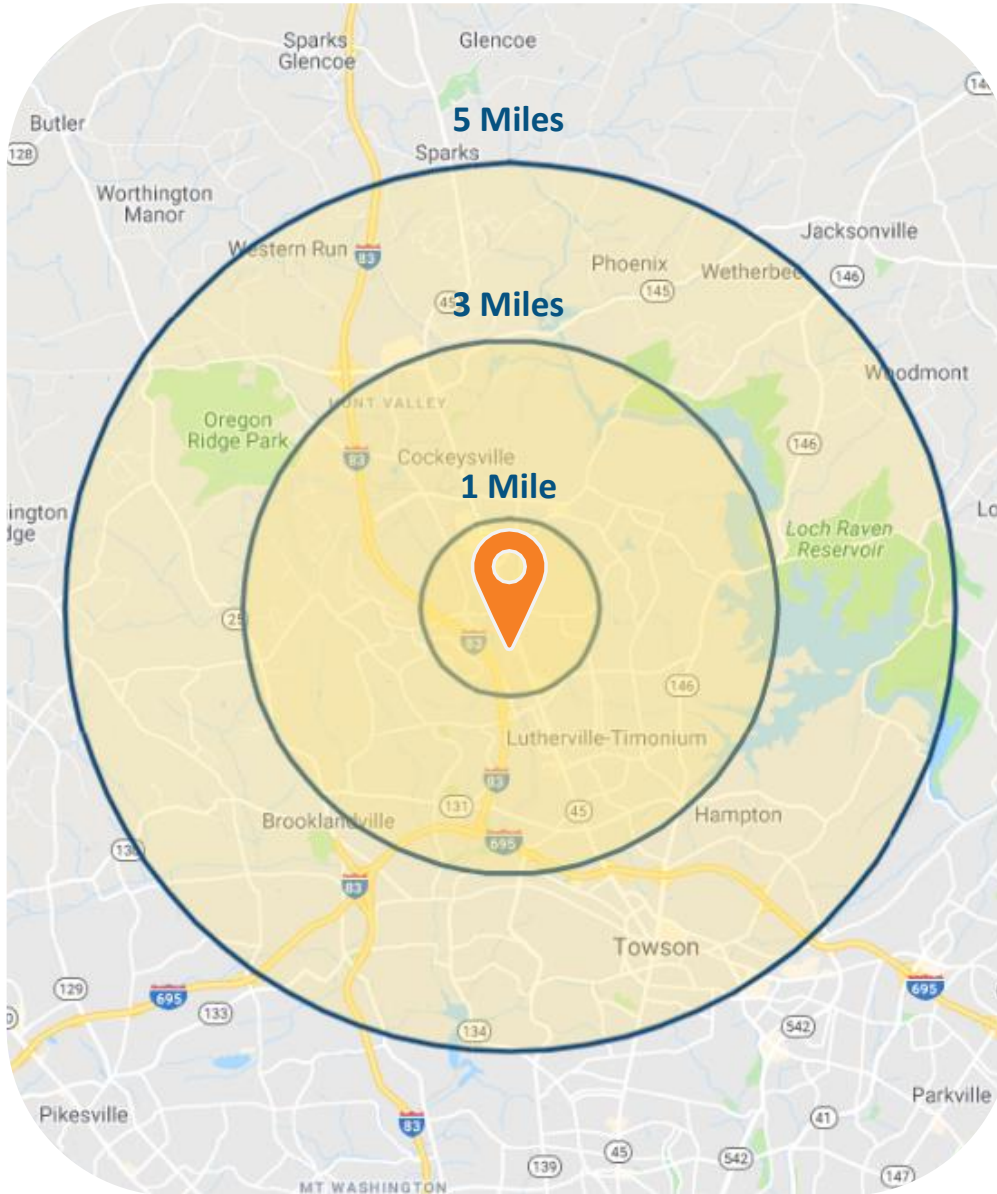 Sparks
Glencoe
Glencoe
Butler
128
5 Miles
Sparks
Worthington
Manor
Western Run
83
Jacksonville
146
Phoenix
Wetherbee
145
45
3 Miles
Woodmont
HUNT VALLEY
Oregon
Ridge Park
83
Cockeysville
146
1 Mile
Loch Raven
Reservoir
25
83
146
Lutherville-Timonium
83
131
45
Brooklandville
Hampton
695
83
Towson
129
695
133
134
695
542
Pikesville
83
Parkville
41
139
45
542
147
MT WASHINGTON